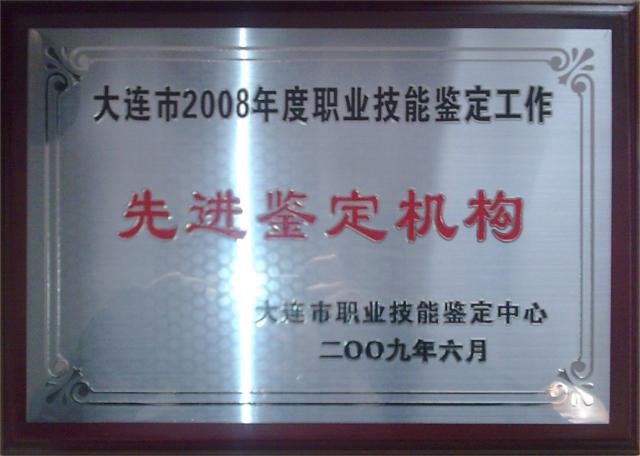 大连市2008年度职业技能鉴定工作
先进鉴定机构
大连市职业技能鉴定中心
二〇〇九年六月